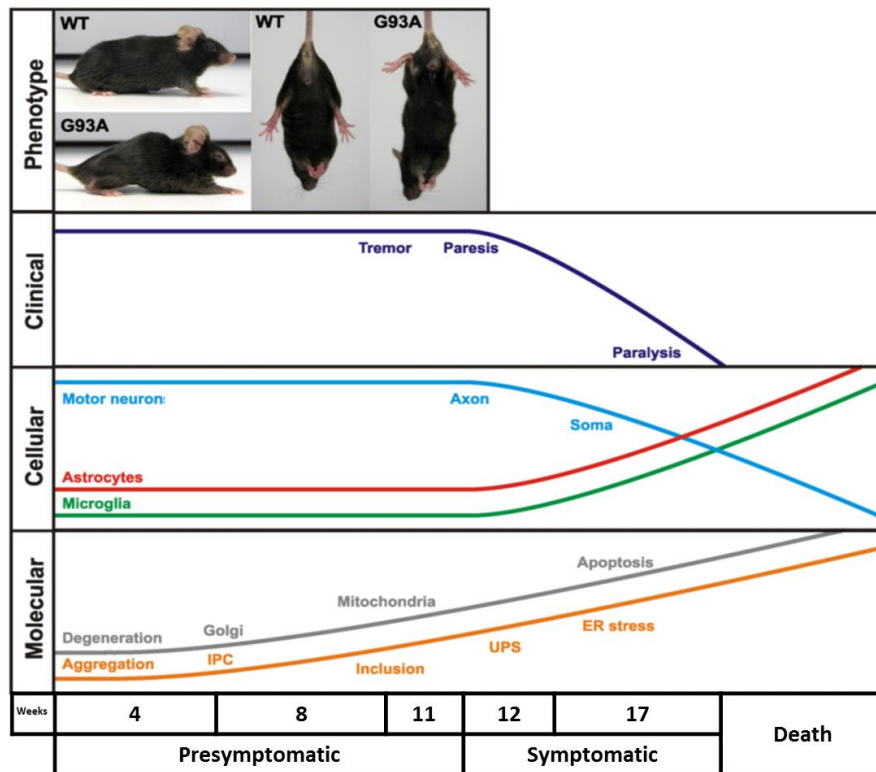 Phenotype
WT
G93A
WT
G93A
Clinical
Tremor
Paresis
Paralysis
Cellular
Motor neuron
Axon
Soma
Astrocytes
Microglia
Molecular
Degeneration
Golgi
Mitochondria
Apoptosis
Aggregation
IPC
Inclusion
UPS
ER stress
Weeks 4 8 11 12 17 Death
Presymptomatic Symptomatic